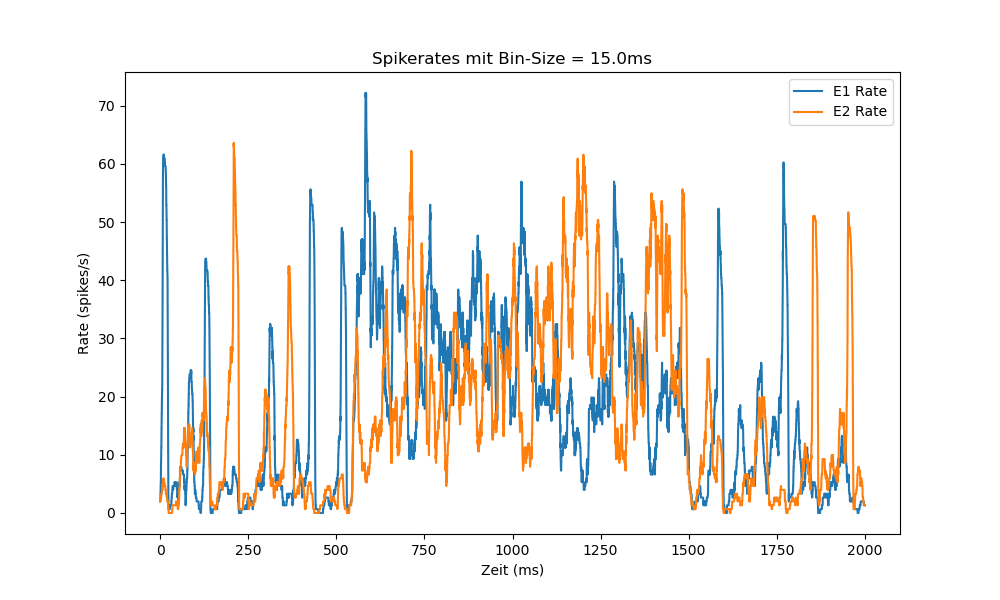 Spikerates mit Bin-Size = 15.0ms
E1 Rate
E2 Rate
70
60
50
40
30
20
10
0
Rate (spikes/s)
0 250 500 750 1000 1250 1500 1750 2000
Zeit (ms)